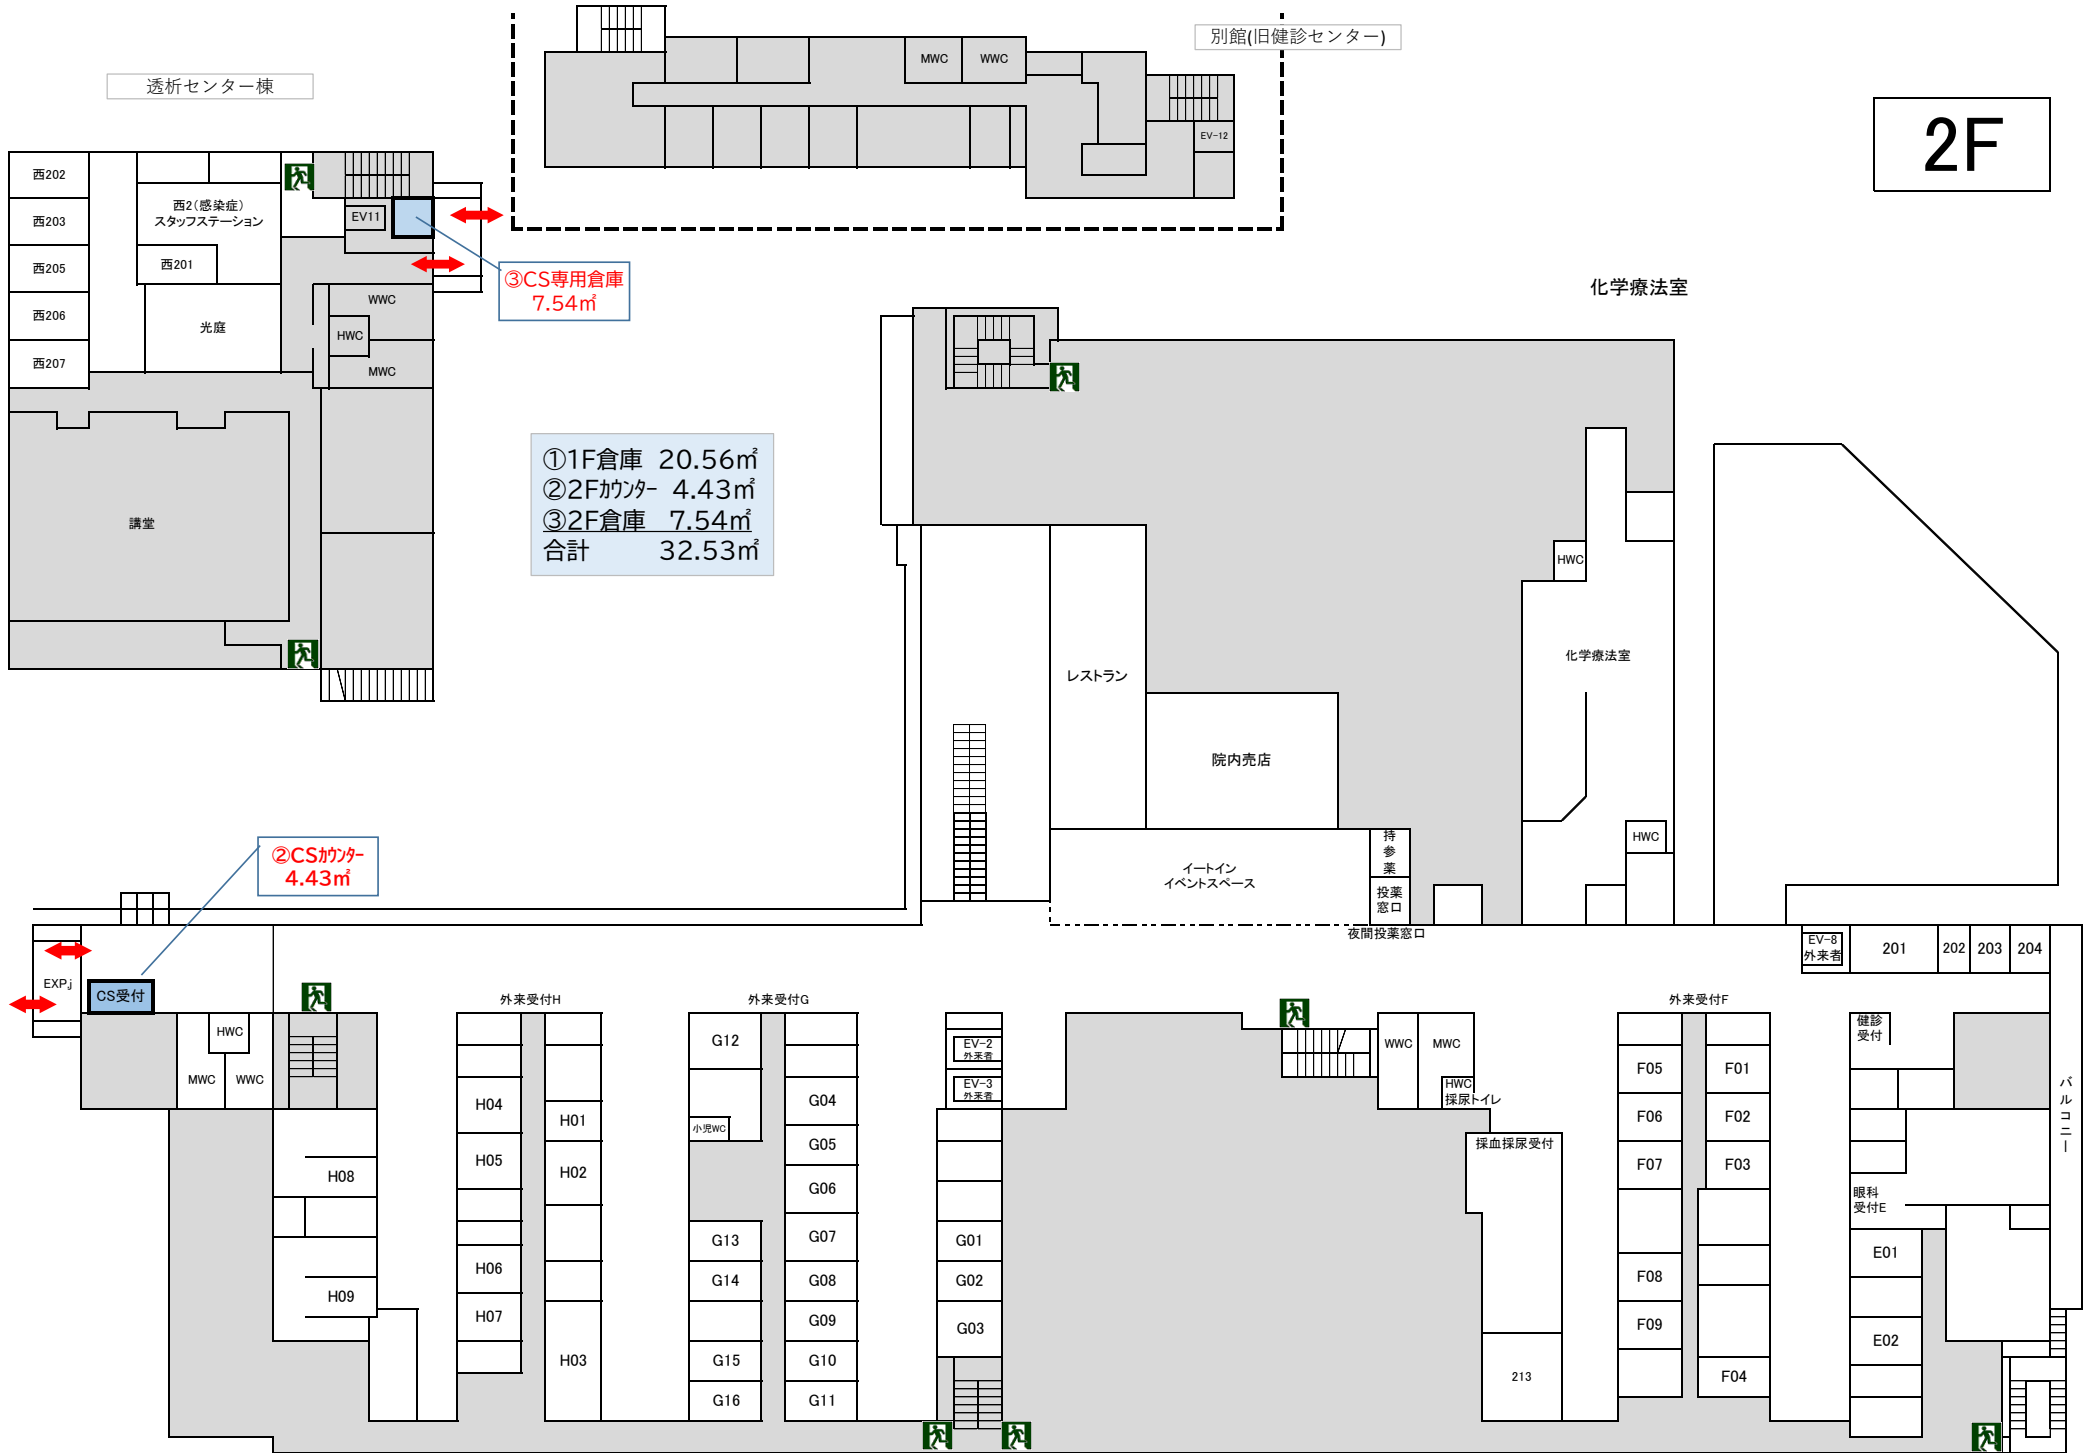 別館(旧健診センター)
透析センター棟
2F
MWC
WWC
EV-12
西202
西203
西205
西206
西207
西2(感染症)
スタッフステーション
西201
光庭
EV11
WWC
HWC
MWC
講堂
③CS専用倉庫
7.54㎡
①1F倉庫 20.56㎡
②2Fｶｳﾝﾀｰ 4.43㎡
③2F倉庫 7.54㎡
合計 32.53㎡
化学療法室
HWC
化学療法室
HWC
レストラン
院内売店
イートイン
イベントスペース
持参薬
投薬
窓口
夜間投薬窓口
②CSｶｳﾝﾀｰ
4.43㎡
EXP,j
CS受付
HWC
MWC
WWC
外来受付H
外来受付G
外来受付F
H04
H05
H06
H07
H08
H09
H01
H02
H03
G12
小児WC
G13
G14
G15
G16
G04
G05
G06
G07
G08
G09
G10
G11
EV-2
外来者
EV-3
外来者
G01
G02
G03
WWC
MWC
HWC
採尿トイレ
採血採尿受付
213
F05
F06
F07
F08
F09
F01
F02
F03
F04
EV-8
外来者
201
202
203
204
健診
受付
眼科
受付E
E01
E02
バルコニー